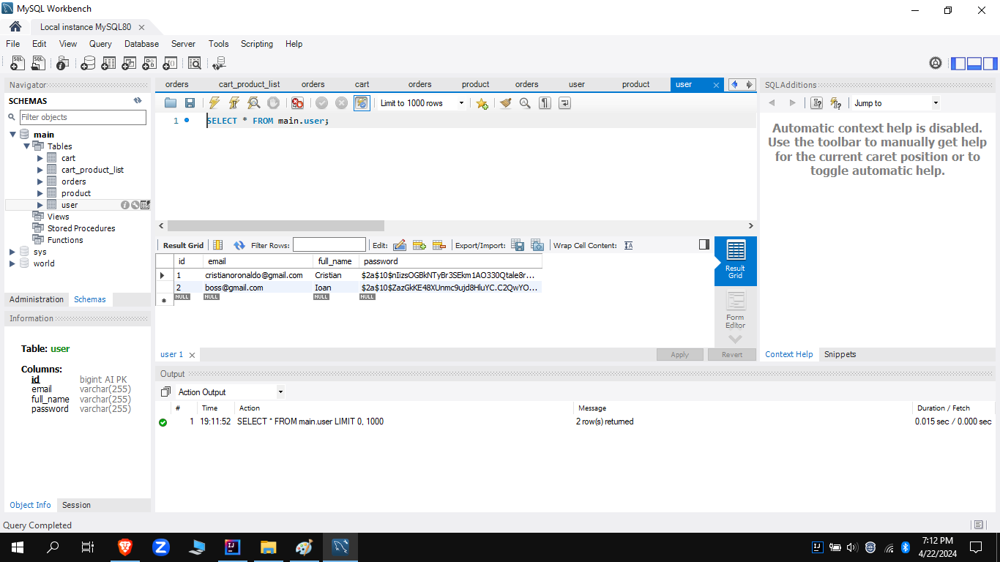 MySQL Workbench
Local instance MySQL80
File Edit View Query Database Server Tools Scripting Help
Navigator
SCHEMAS
Filter objects
main
Tables
cart
cart_product_list
orders
product
user
Views
Stored Procedures
Functions
sys
world
Administration Schemas
Information
Table: user
Columns:
id bigint AI PK
email varchar(255)
full_name varchar(255)
password varchar(255)
Object Info Session
orders cart_product_list orders cart orders product orders user product user
Limit to 1000 rows
1 SELECT * FROM main.user;
Result Grid Filter Rows: Edit: Export/Import: Wrap Cell Content:
id email full_name password
1 cristianoronaldo@gmail.com Cristian $2a$10$nIizsOGBkNTyBr3SEkm1AO330Qtale8r...
2 boss@gmail.com Ioan $2a$10$ZazGkKE48XUnmc9ujd8HluYC.C2QwYO...
NULL NULL NULL NULL
Result
Grid
Form
Editor
user 1 Apply Revert
SQLAdditions
Jump to
Automatic context help is disabled.
Use the toolbar to manually get help
for the current caret position or to
toggle automatic help.
Context Help Snippets
Output
Action Output
# Time Action Message Duration / Fetch
1 19:11:52 SELECT * FROM main.user LIMIT 0, 1000 2 row(s) returned 0.015 sec / 0.000 sec
Query Completed
7:12 PM
4/22/2024